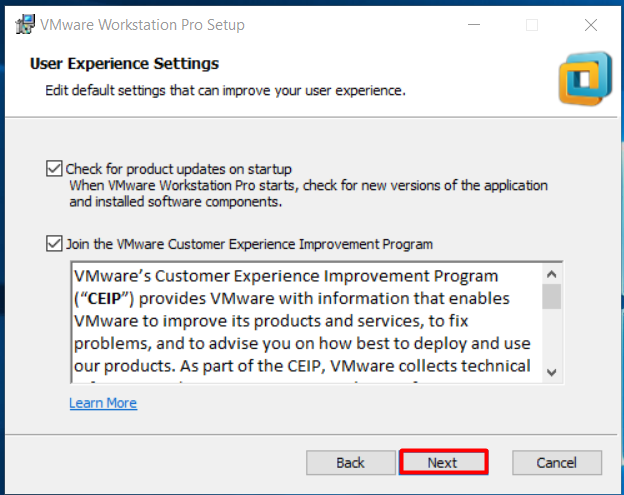 VMware Workstation Pro Setup
User Experience Settings
Edit default settings that can improve your user experience.
Check for product updates on startup
When VMware Workstation Pro starts, check for new versions of the application
and installed software components.
Join the VMware Customer Experience Improvement Program
VMware's Customer Experience Improvement Program
("CEIP") provides VMware with information that enables
VMware to improve its products and services, to fix
problems, and to advise you on how best to deploy and use
our products. As part of the CEIP, VMware collects technical
Learn More
Back Next Cancel